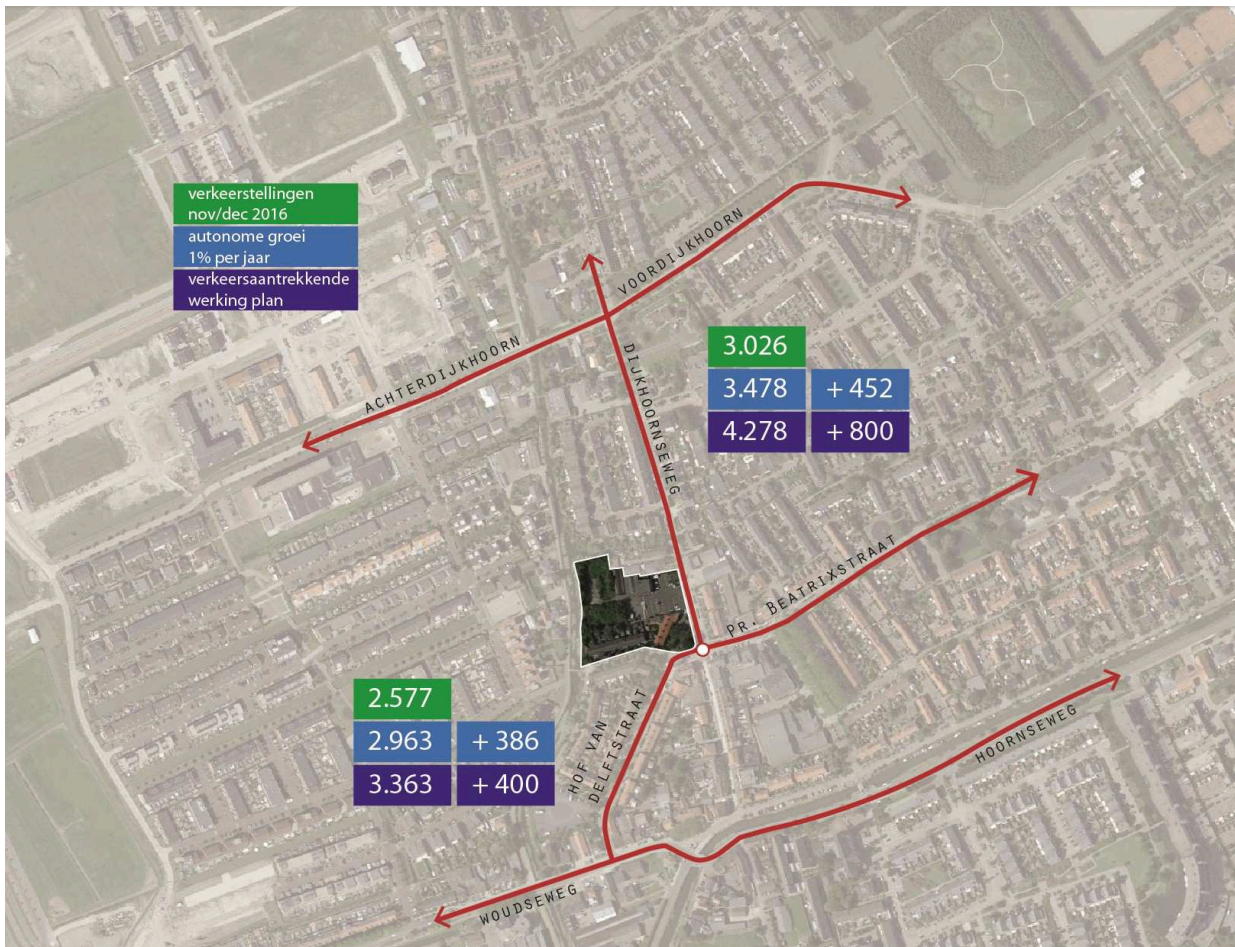 verkeerstellingen
nov/dec 2016
autonome groei
1% per jaar
verkeersaantrekkende
werking plan
VOORDIJKHOORN
ACHTERDIJKHOORN
DIJKHOORNSEWEG
3.026
3.478 + 452
4.278 + 800
PR. BEATRIXSTRAAT
HOF VAN
DELFTSTRAAT
2.577
2.963 + 386
3.363 + 400
HOORNSEWEG
WOUDSEWEG